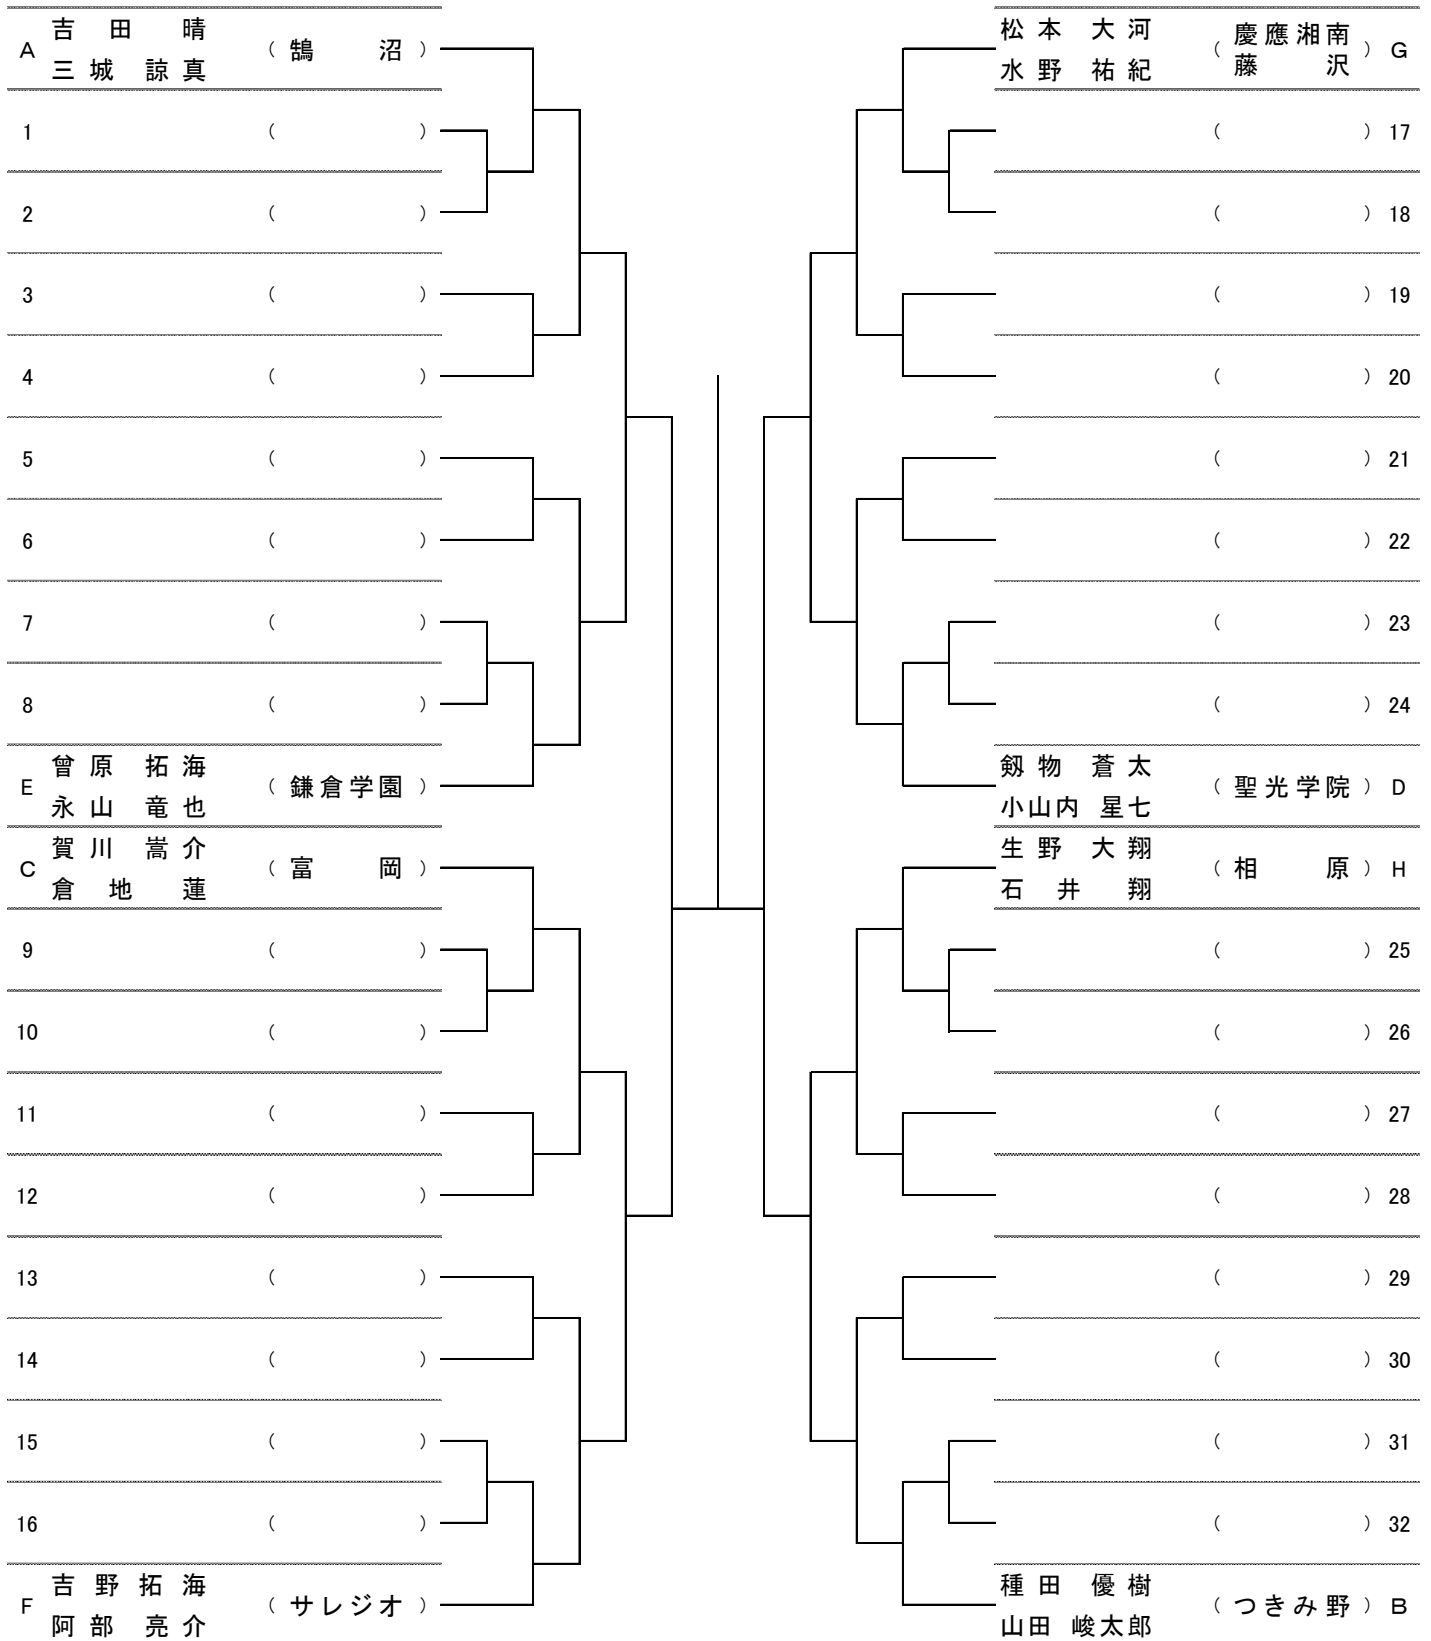 A 吉田 晴 三城 諒真 (鵠沼)
1 ( )
2 ( )
3 ( )
4 ( )
5 ( )
6 ( )
7 ( )
8 ( )
E 曾原 拓海 永山 竜也 (鎌倉学園)
C 賀川 嵩介 倉地 蓮 (富岡)
9 ( )
10 ( )
11 ( )
12 ( )
13 ( )
14 ( )
15 ( )
16 ( )
F 吉野 拓海 阿部 亮介 (サレジオ)
松本 大河 水野 祐紀 (慶應湘南藤沢) G
( ) 17
( ) 18
( ) 19
( ) 20
( ) 21
( ) 22
( ) 23
( ) 24
剱物 蒼太 小山内 星七 (聖光学院) D
生野 大翔 石井 翔 (相原) H
( ) 25
( ) 26
( ) 27
( ) 28
( ) 29
( ) 30
( ) 31
( ) 32
種田 優樹 山田 峻太郎 (つきみ野) B